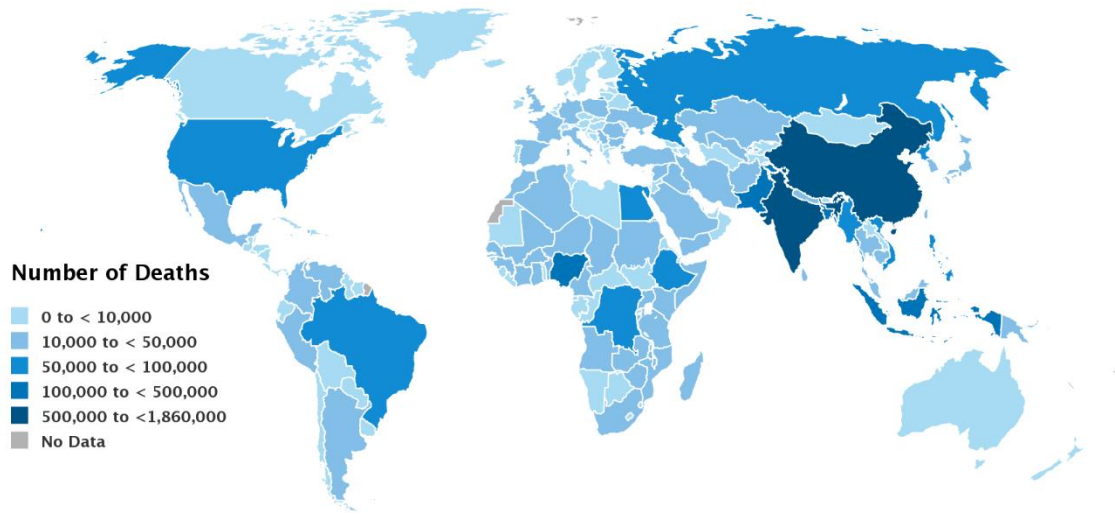 Number of Deaths
0 to < 10,000
10,000 to < 50,000
50,000 to < 100,000
100,000 to < 500,000
500,000 to <1,860,000
No Data